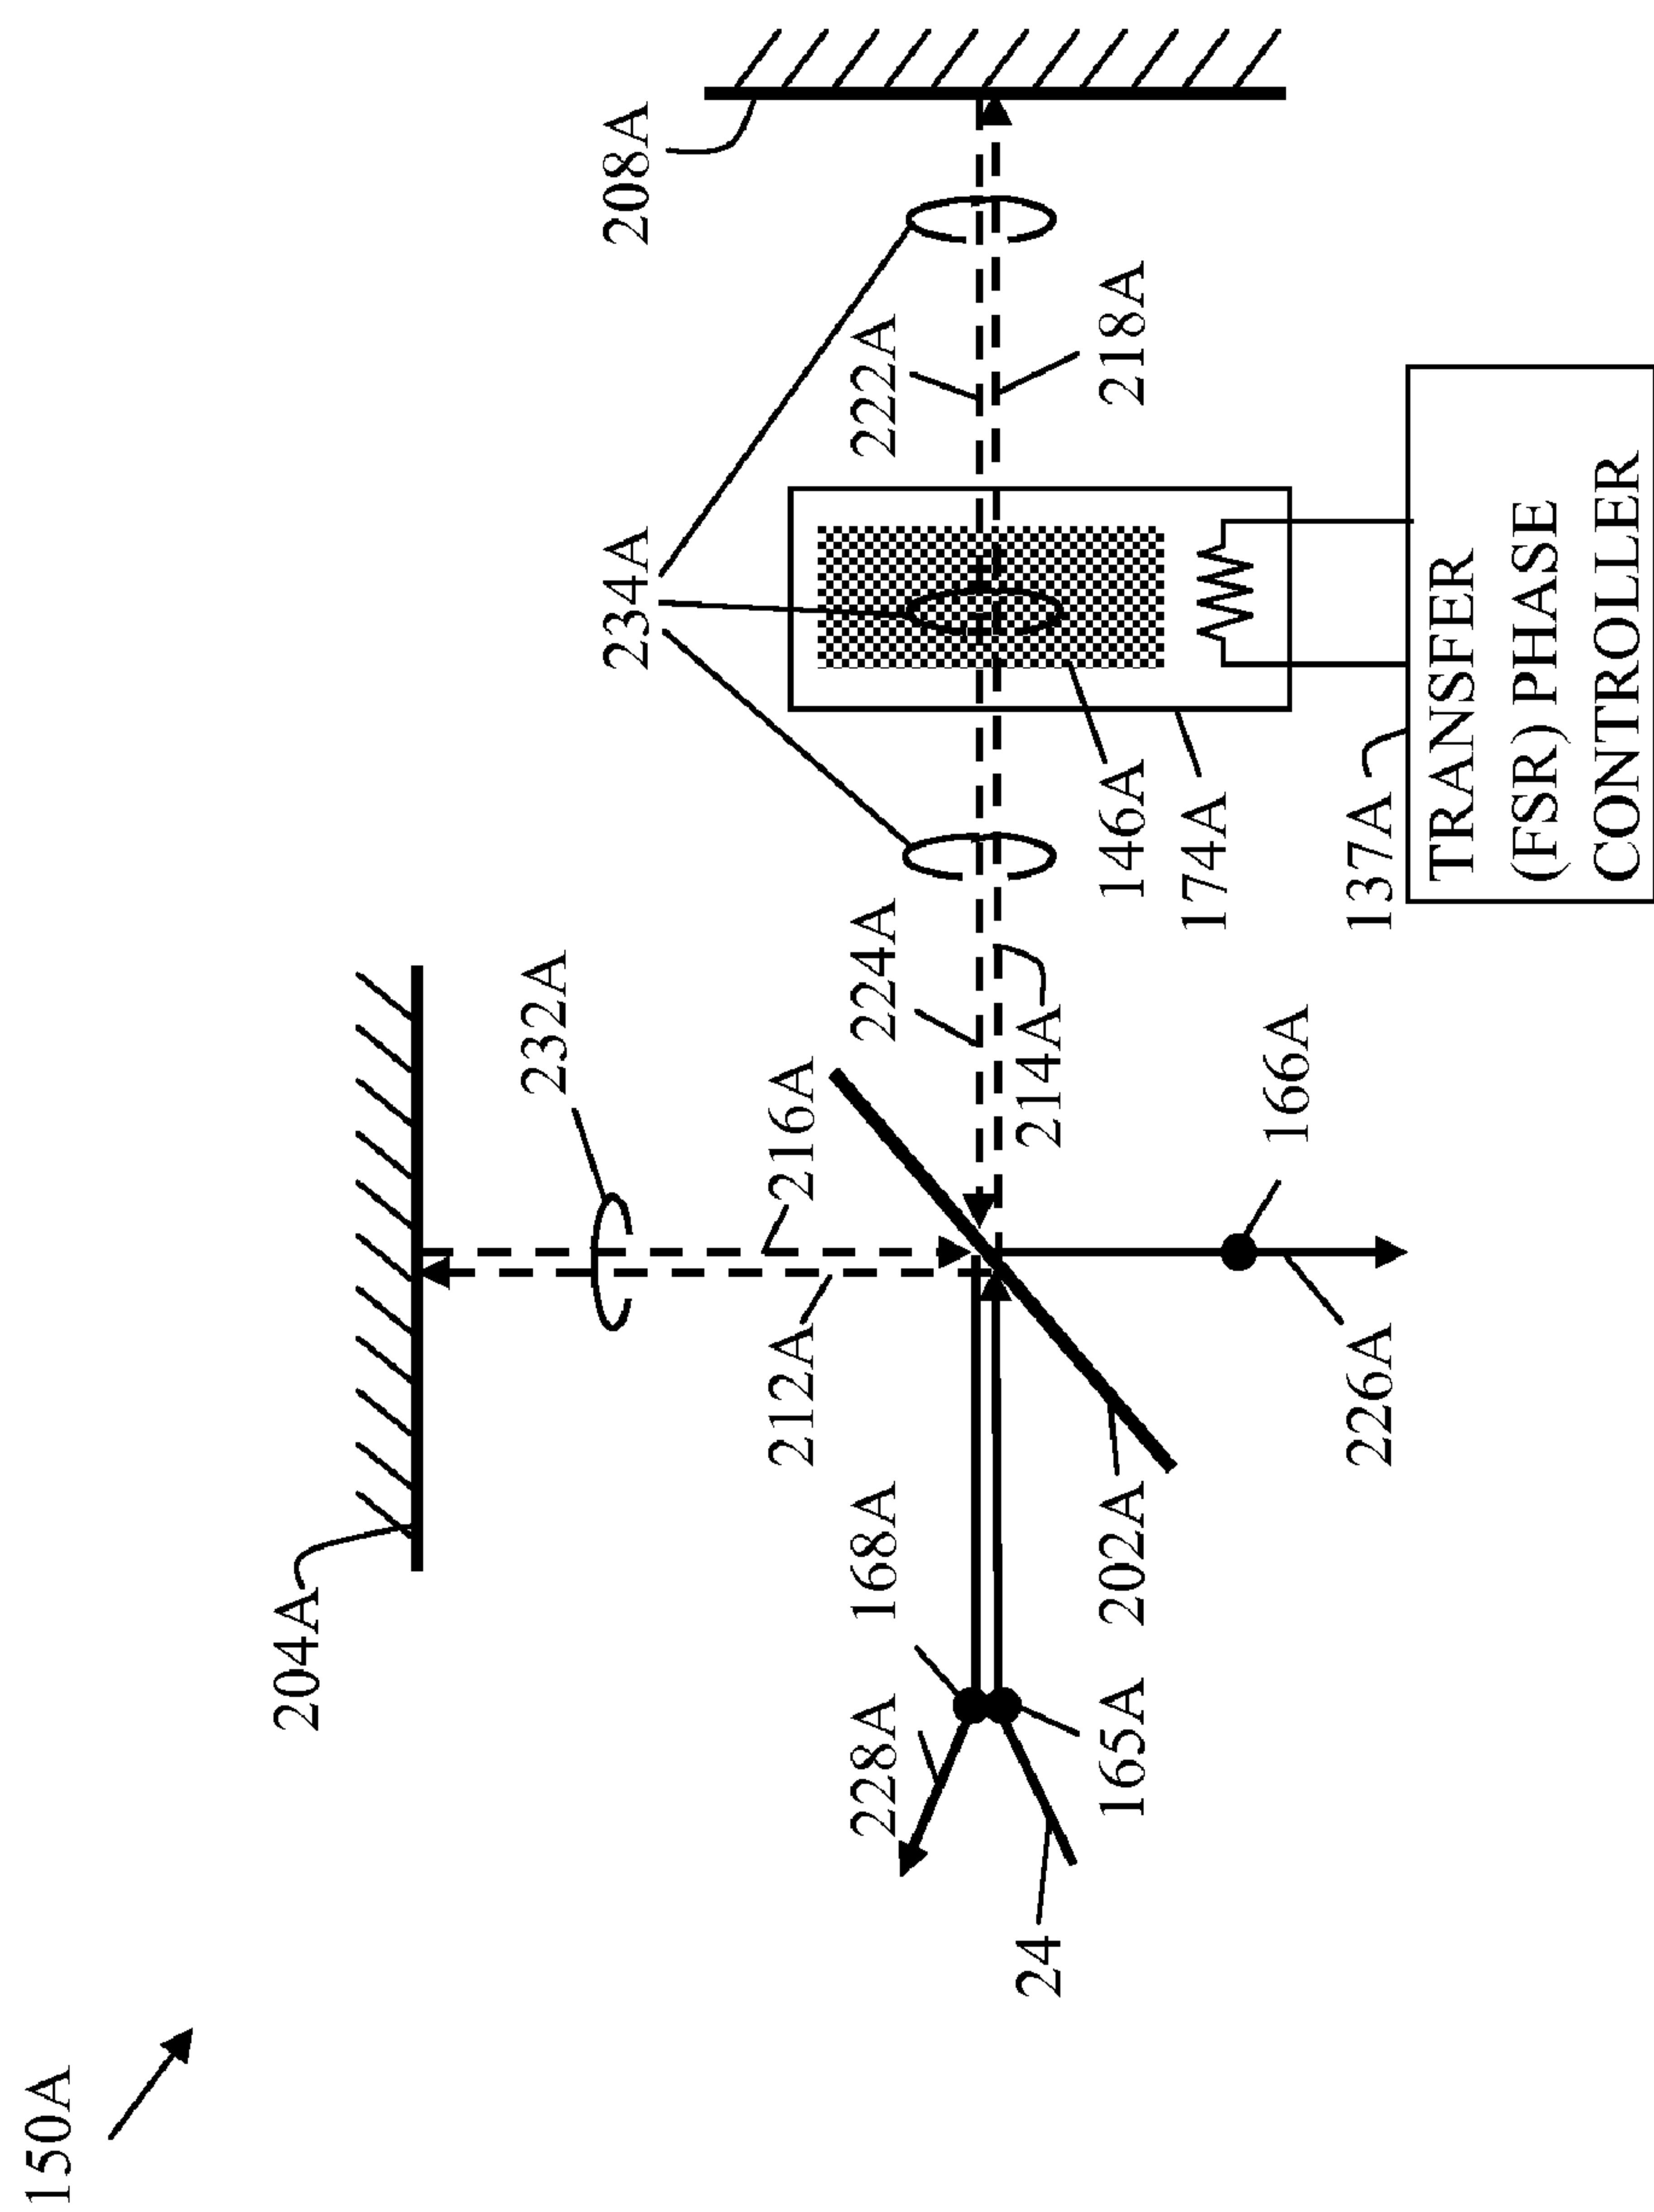 150A
204A
232A
234A
208A
212A
216A
228A
168A
224A
222A
24
214A
165A
202A
146A
218A
174A
166A
226A
137A
TRANSFER
(FSR) PHASE
CONTROLLER